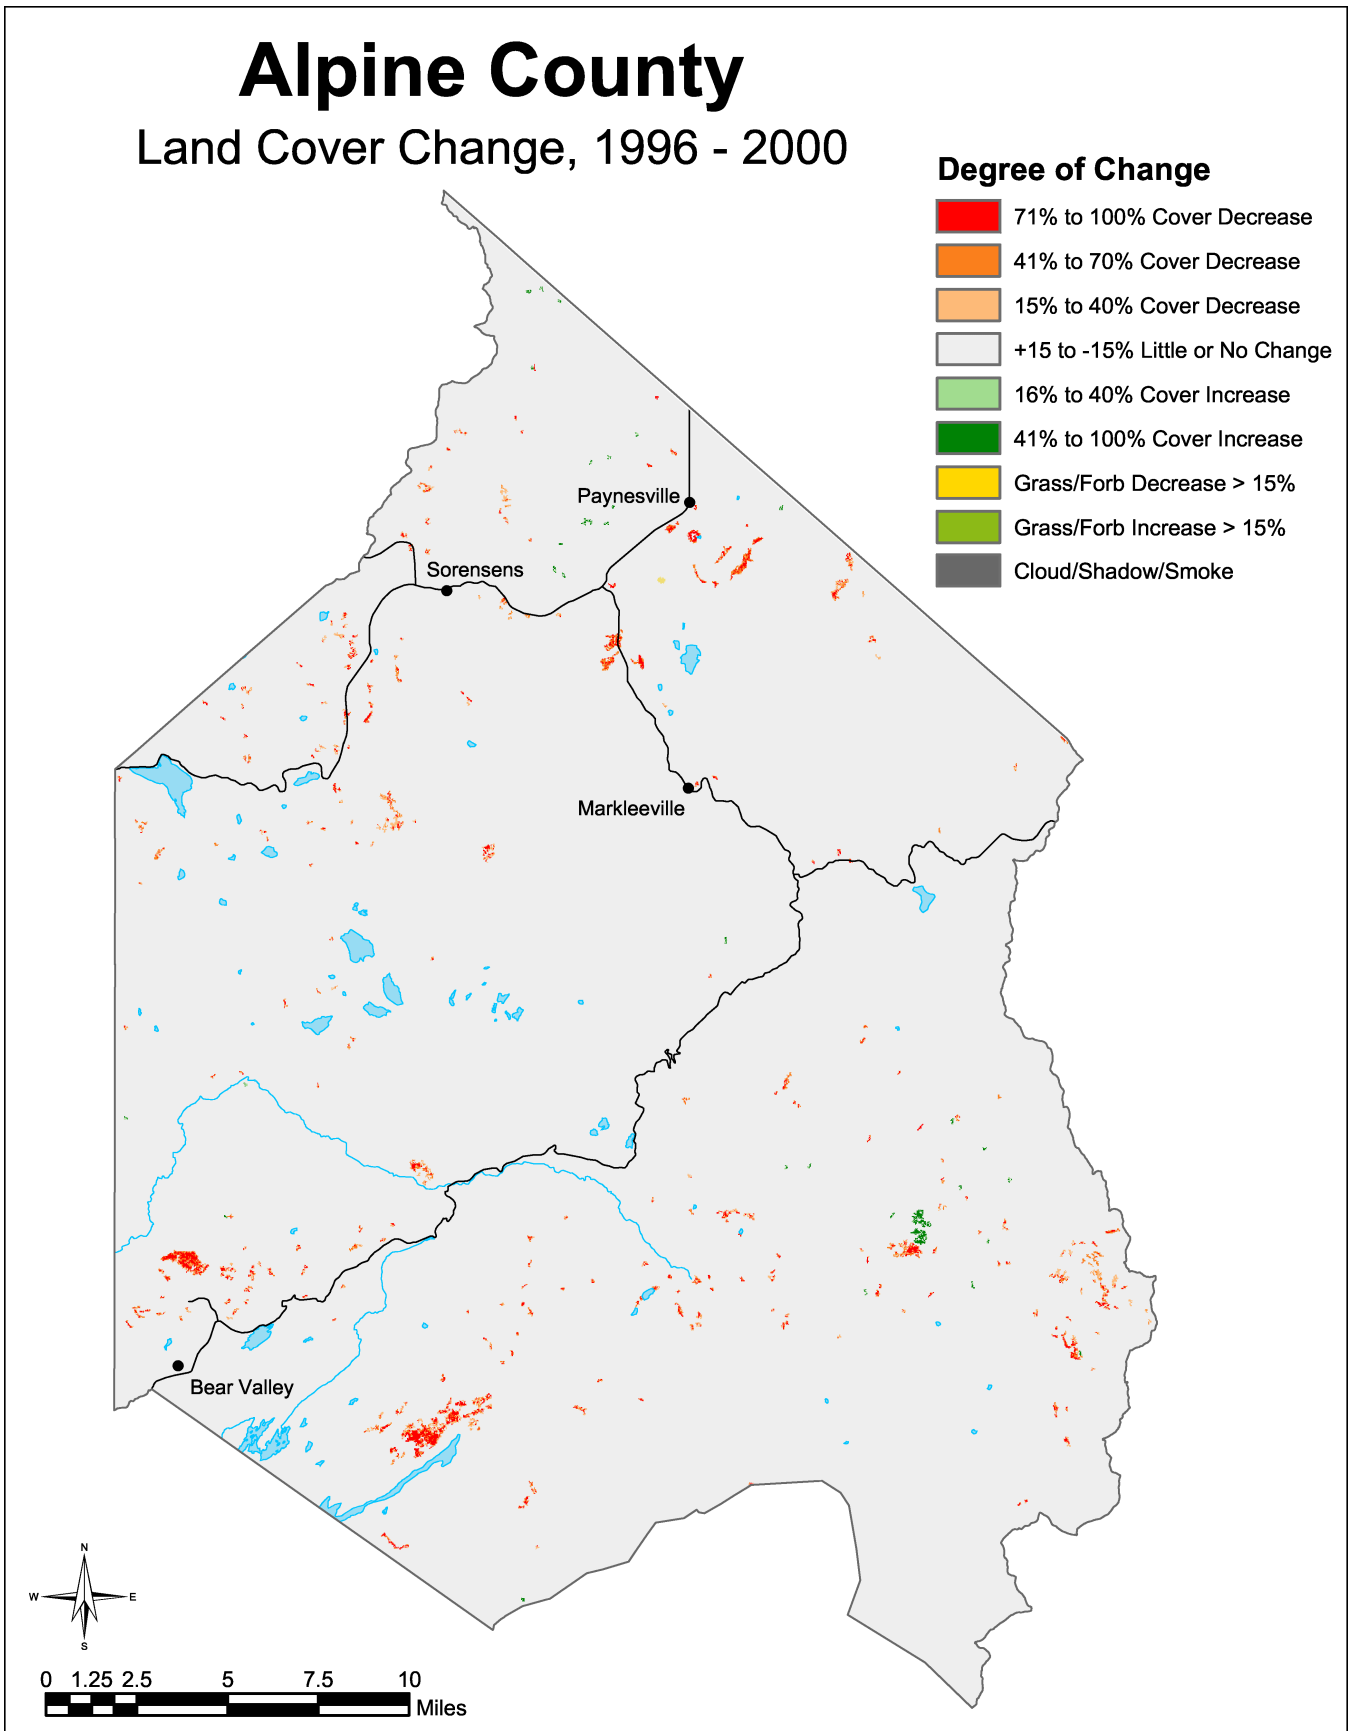 Alpine County
Land Cover Change, 1996 - 2000
Degree of Change
71% to 100% Cover Decrease
41% to 70% Cover Decrease
15% to 40% Cover Decrease
+15 to -15% Little or No Change
16% to 40% Cover Increase
41% to 100% Cover Increase
Grass/Forb Decrease > 15%
Grass/Forb Increase > 15%
Cloud/Shadow/Smoke
Paynesville
Sorensens
Markleeville
Bear Valley
N
W E
S
0 1.25 2.5 5 7.5 10
Miles